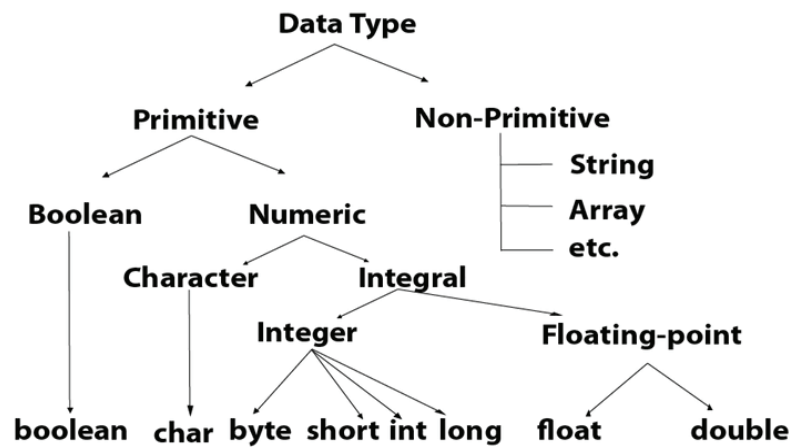 Data Type
Primitive
Non-Primitive
String
Boolean
Numeric
Array
etc.
Character
Integral
Integer
Floating-point
boolean
char
byte
short
int
long
float
double